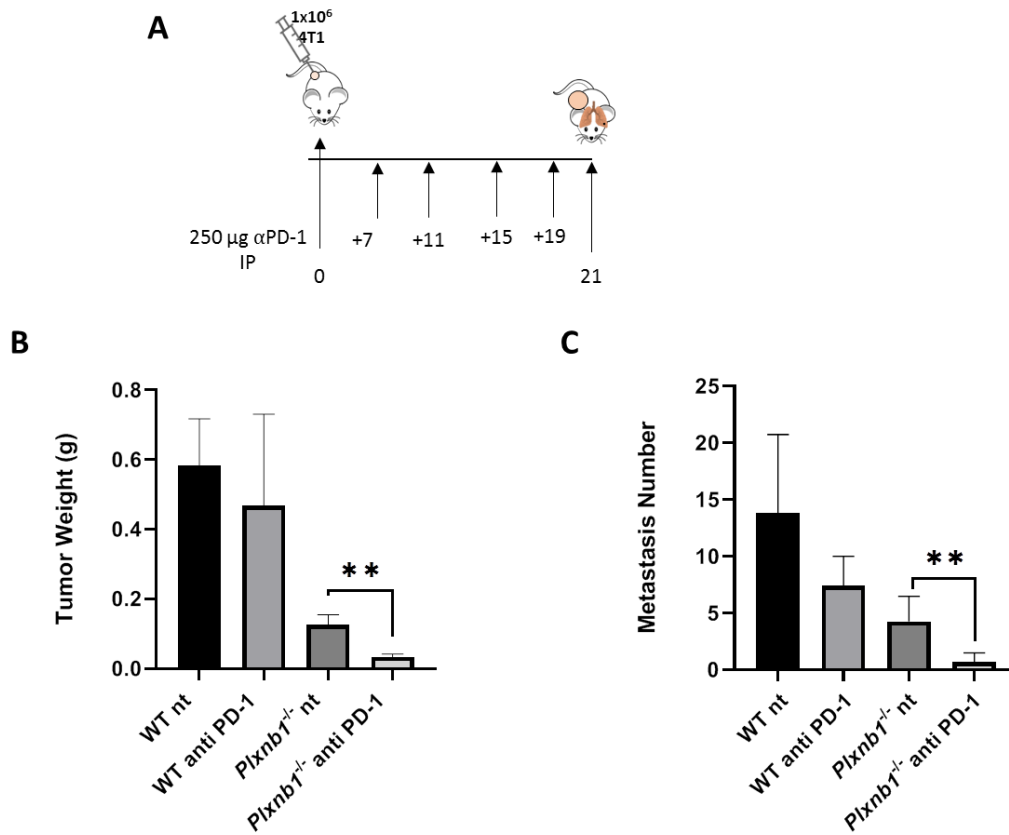 A
1x10⁶
4T1
250 µg αPD-1
IP
+7
+11
+15
+19
0
21
B
Tumor Weight (g)
0.8
0.6
0.4
0.2
0.0
**
WT nt
WT anti PD-1
Plxnb1⁻/⁻ nt
Plxnb1⁻/⁻ anti PD-1
C
Metastasis Number
25
20
15
10
5
0
**
WT nt
WT anti PD-1
Plxnb1⁻/⁻ nt
Plxnb1⁻/⁻ anti PD-1